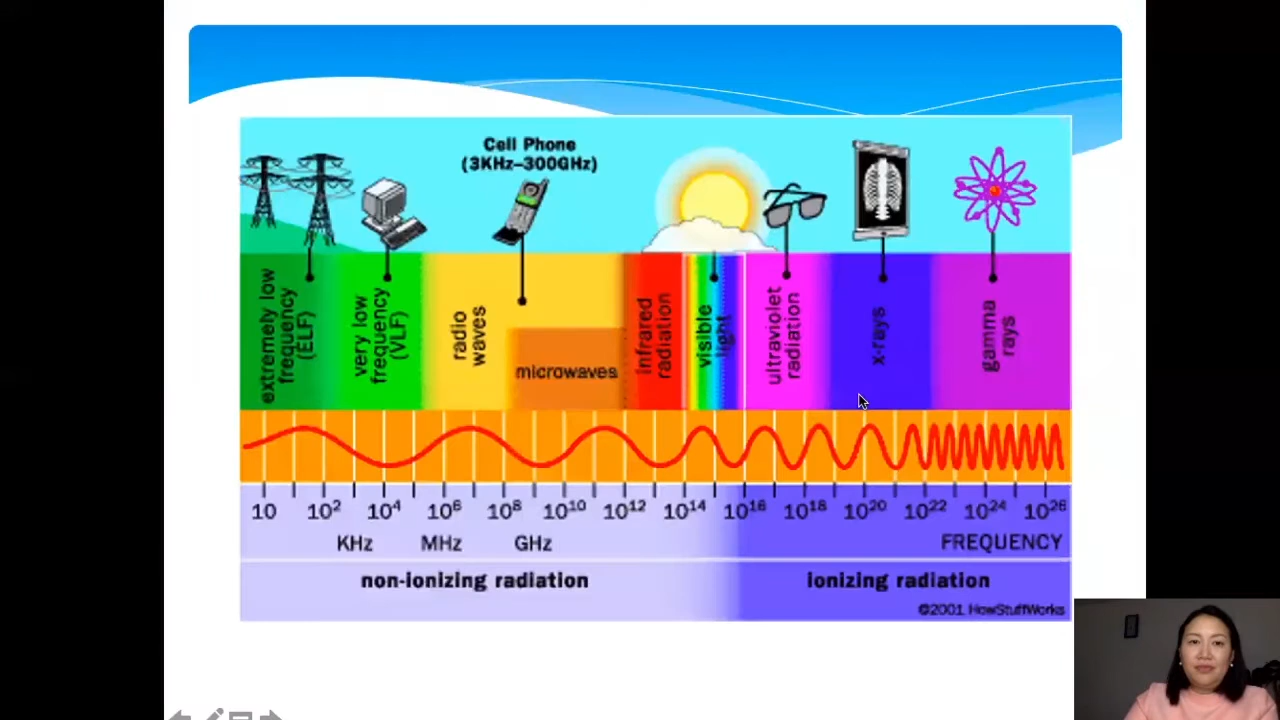 Cell Phone
(3KHz–300GHz)
extremely low
frequency
(ELF)
very low
frequency
(VLF)
radio
waves
microwaves
infrared
radiation
visible
light
ultraviolet
radiation
x-rays
gamma
rays
10 10² 10⁴ 10⁶ 10⁸ 10¹⁰ 10¹² 10¹⁴ 10¹⁶ 10¹⁸ 10²⁰ 10²² 10²⁴ 10²⁶
KHz MHz GHz FREQUENCY
non-ionizing radiation ionizing radiation
©2001 HowStuffWorks